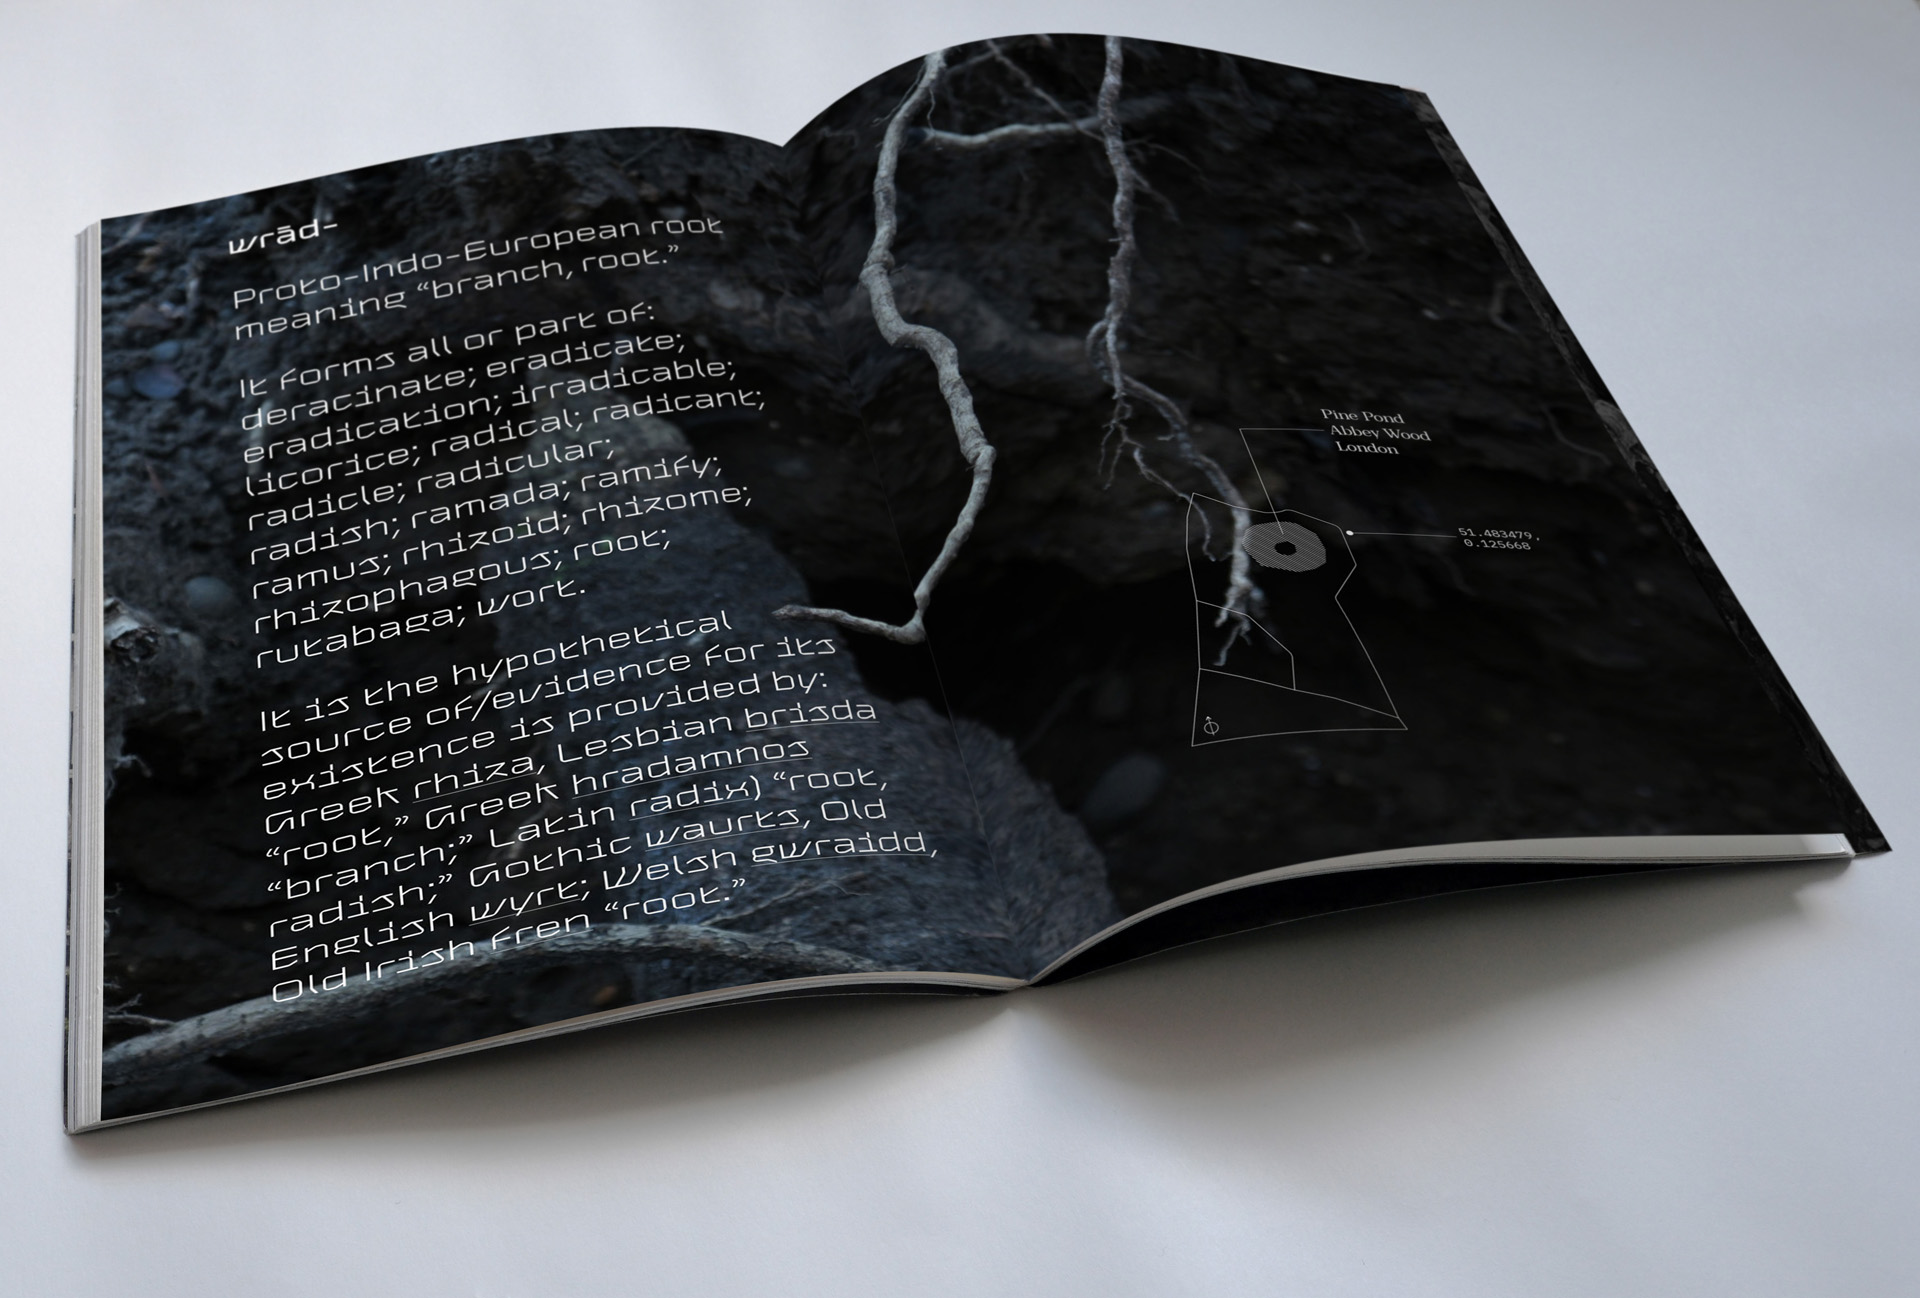 wrād-
Proto-Indo-European root
meaning “branch, root.”
It forms all or part of:
deracinate; eradicate;
eradication; irradicable;
licorice; radical; radicant;
radicle; radicular;
radish; ramada; ramify;
ramus; rhizoid; rhizome;
rhizophagous; root;
rutabaga; wort.
It is the hypothetical
source of/evidence for its
existence is provided by:
Greek rhiza, Lesbian brisda
“root,” Greek hradamnos
“branch;” Latin radix) “root,
radish;” Gothic waurts, Old
English wyrt; Welsh gwraidd,
Old Irish fren “root.”
Pine Pond
Abbey Wood
London
51.483479,
0.125668